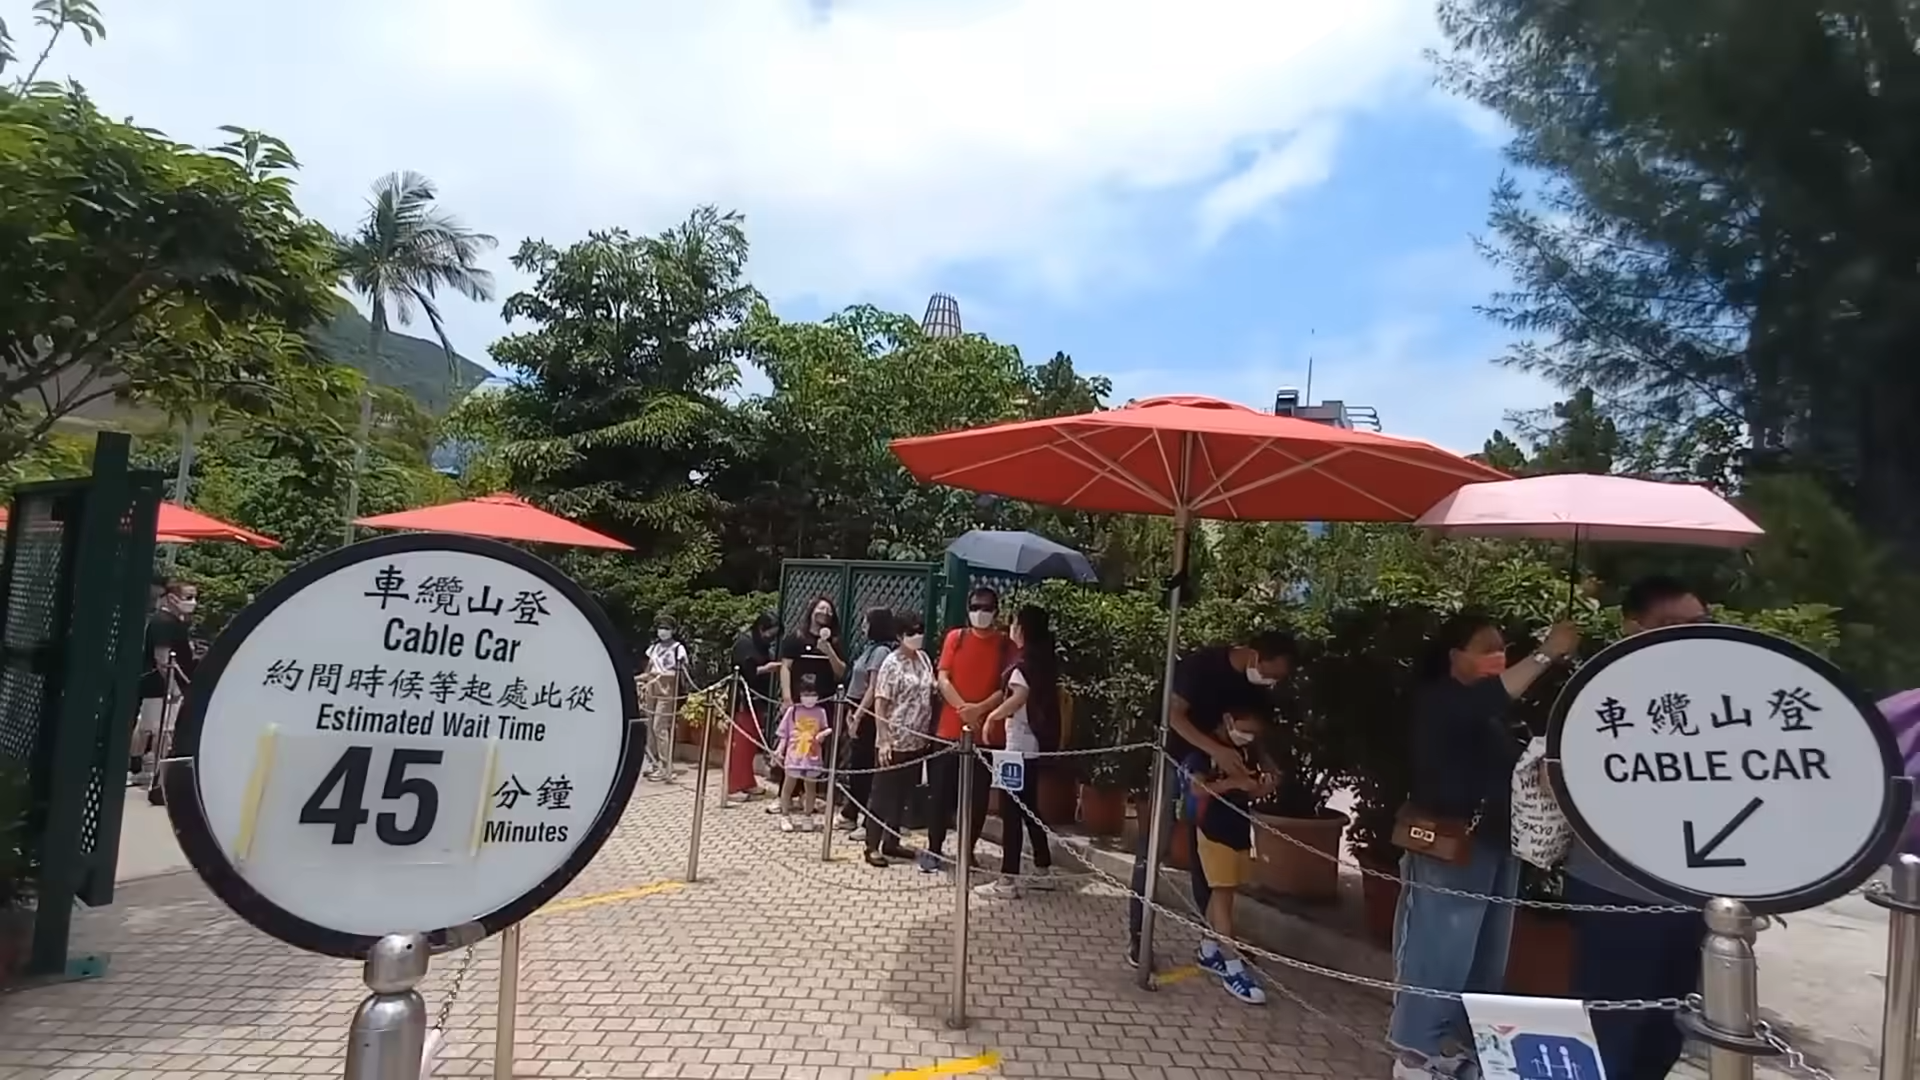 車纜山登
Cable Car
約間時候等起處此從
Estimated Wait Time
45
分鐘
Minutes
車纜山登
CABLE CAR